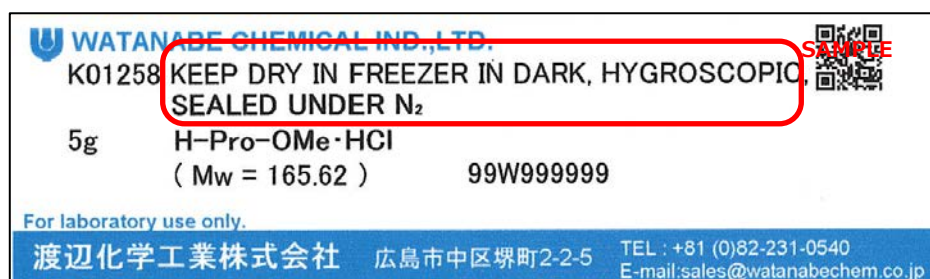 WATANABE CHEMICAL IND.,LTD.
SAMPLE
K01258 KEEP DRY IN FREEZER IN DARK, HYGROSCOPIC,
SEALED UNDER N₂
5g H-Pro-OMe·HCl
( Mw = 165.62 ) 99W999999
For laboratory use only.
渡辺化学工業株式会社 広島市中区堺町2-2-5 TEL : +81 (0)82-231-0540
E-mail:sales@watanabechem.co.jp